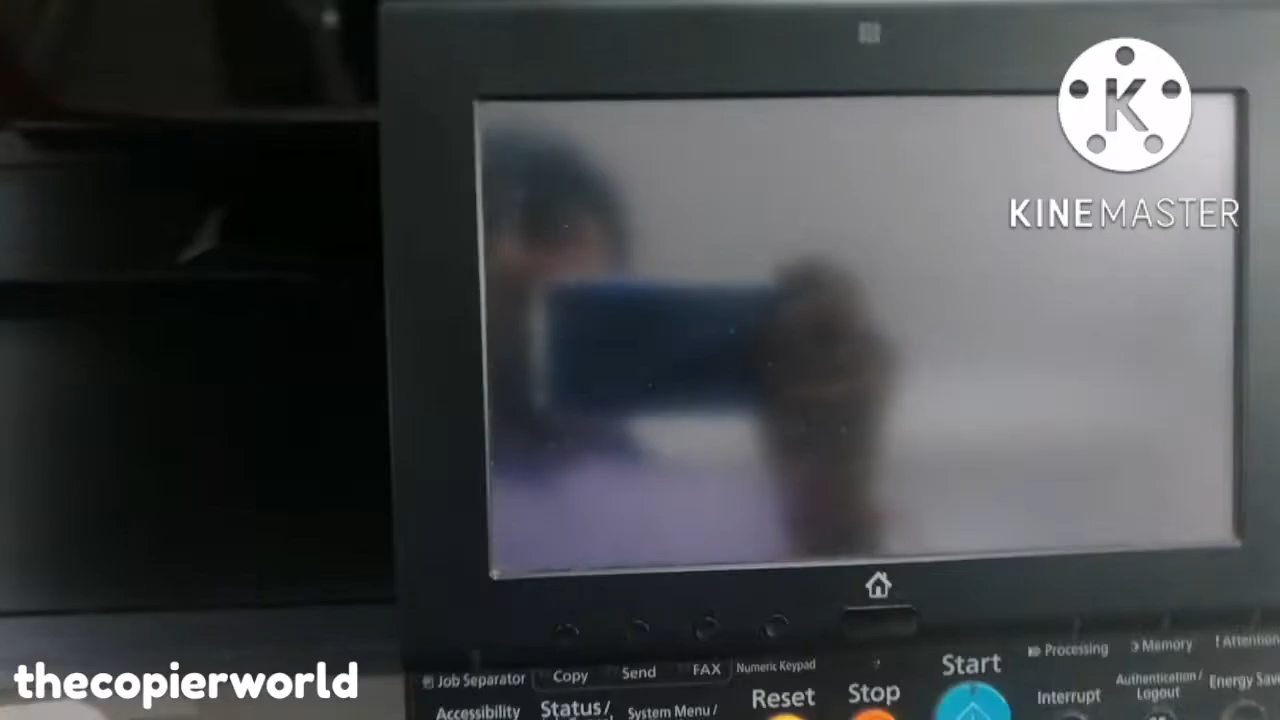 KINEMASTER
Job Separator
Copy
Send
FAX
Numeric Keypad
Start
Processing
Memory
Attention
Accessibility
Status/
System Menu /
Reset
Stop
Interrupt
Authentication /
Logout
Energy Save
thecopierworld